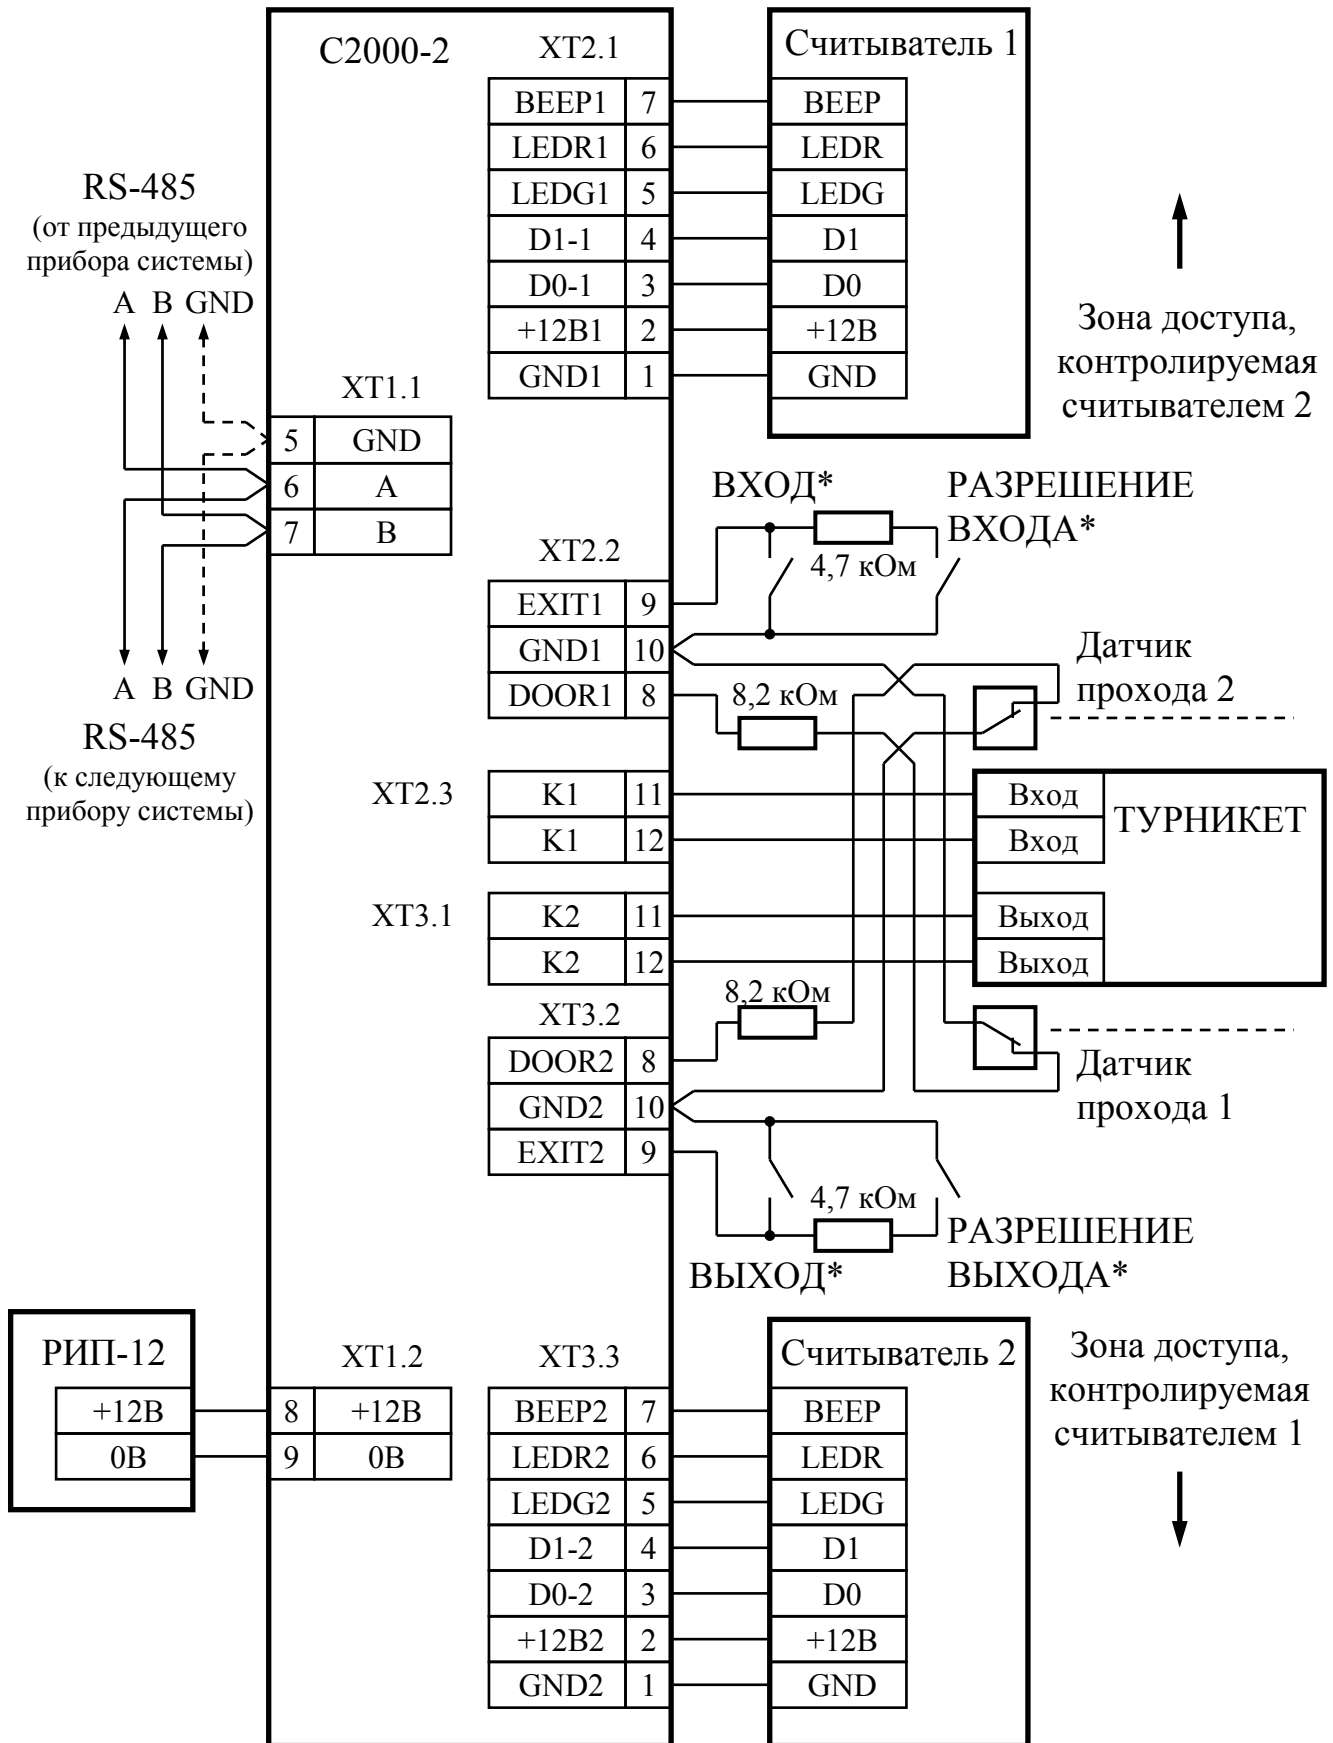 С2000-2
XT2.1
BEEP1 7
LEDR1 6
LEDG1 5
D1-1 4
D0-1 3
+12В1 2
GND1 1
Считыватель 1
BEEP
LEDR
LEDG
D1
D0
+12В
GND
RS-485
(от предыдущего
прибора системы)
A B GND
XT1.1
5 GND
6 A
7 B
A B GND
RS-485
(к следующему
прибору системы)
Зона доступа,
контролируемая
считывателем 2
ВХОД*
РАЗРЕШЕНИЕ
ВХОДА*
4,7 кОм
XT2.2
EXIT1 9
GND1 10
DOOR1 8
8,2 кОм
Датчик
прохода 2
XT2.3
K1 11
K1 12
XT3.1
K2 11
K2 12
Вход
Вход
Выход
Выход
ТУРНИКЕТ
8,2 кОм
XT3.2
DOOR2 8
GND2 10
EXIT2 9
Датчик
прохода 1
4,7 кОм
ВЫХОД*
РАЗРЕШЕНИЕ
ВЫХОДА*
РИП-12
+12В
0В
XT1.2
8 +12В
9 0В
XT3.3
BEEP2 7
LEDR2 6
LEDG2 5
D1-2 4
D0-2 3
+12В2 2
GND2 1
Считыватель 2
BEEP
LEDR
LEDG
D1
D0
+12В
GND
Зона доступа,
контролируемая
считывателем 1